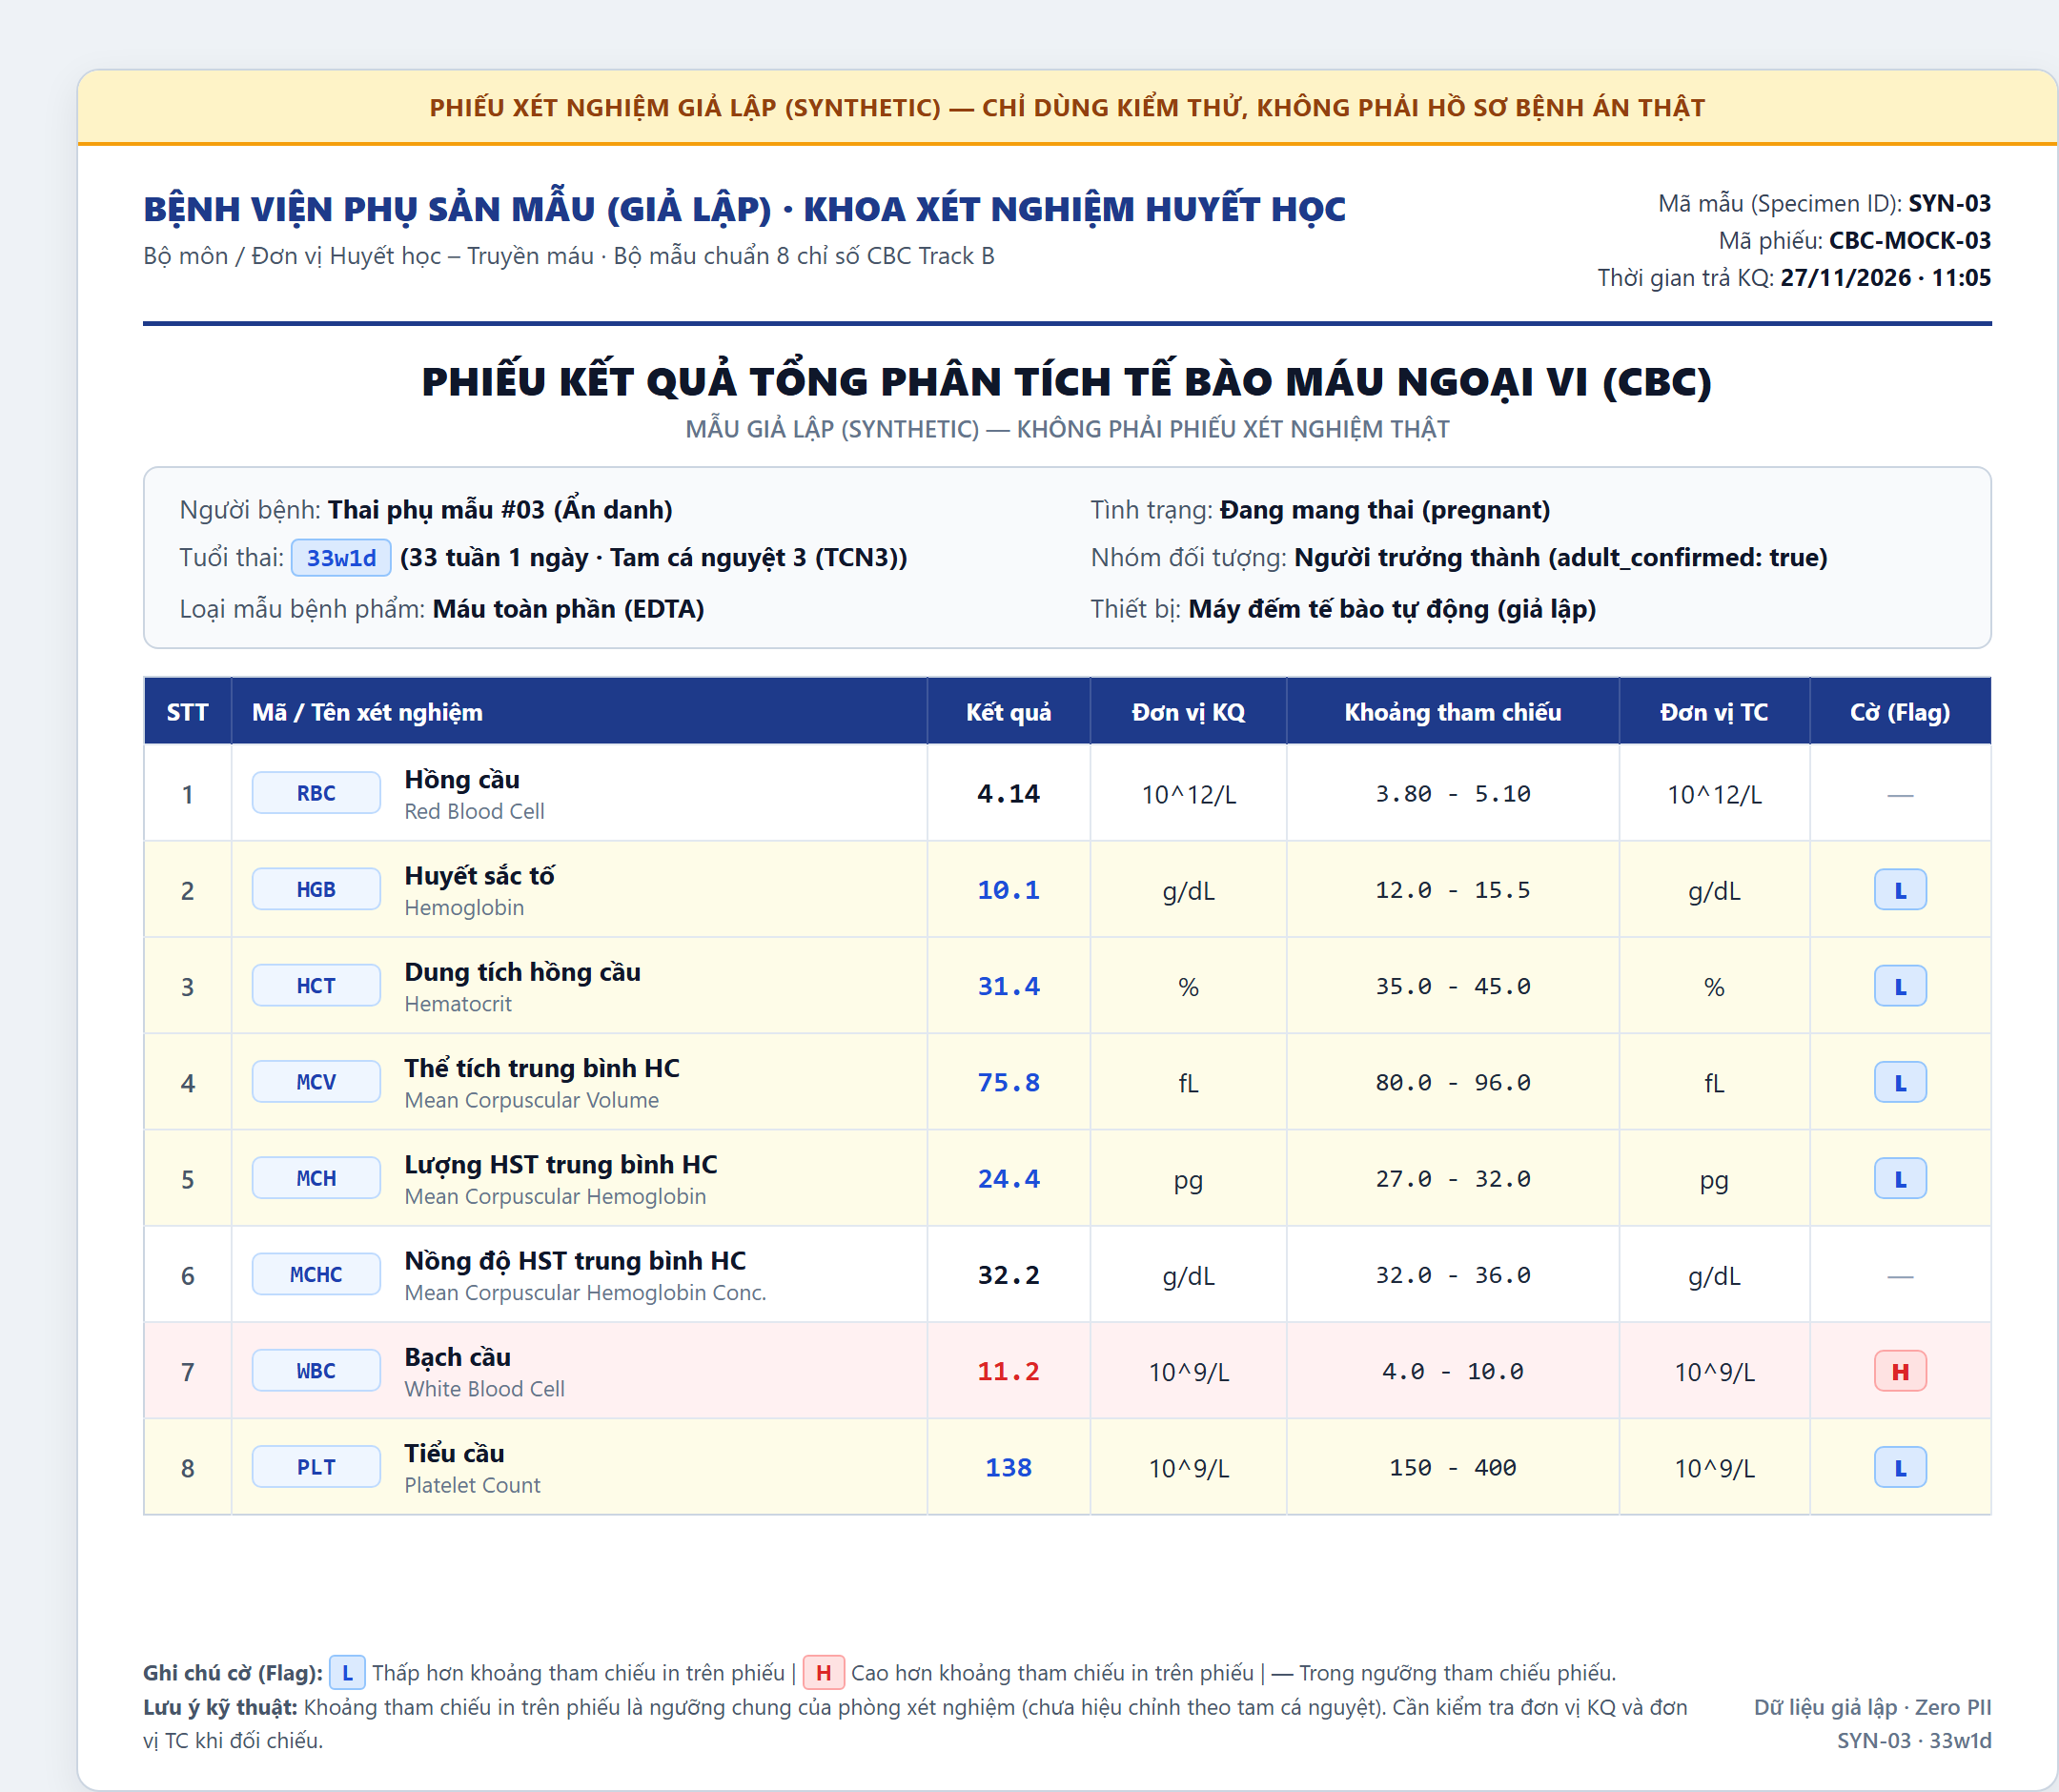 PHIẾU XÉT NGHIỆM GIẢ LẬP (SYNTHETIC) — CHỈ DÙNG KIỂM THỬ, KHÔNG PHẢI HỒ SƠ BỆNH ÁN THẬT
BỆNH VIỆN PHỤ SẢN MẪU (GIẢ LẬP) · KHOA XÉT NGHIỆM HUYẾT HỌC
Bộ môn / Đơn vị Huyết học – Truyền máu · Bộ mẫu chuẩn 8 chỉ số CBC Track B
Mã mẫu (Specimen ID): SYN-03
Mã phiếu: CBC-MOCK-03
Thời gian trả KQ: 27/11/2026 · 11:05
PHIẾU KẾT QUẢ TỔNG PHÂN TÍCH TẾ BÀO MÁU NGOẠI VI (CBC)
MẪU GIẢ LẬP (SYNTHETIC) — KHÔNG PHẢI PHIẾU XÉT NGHIỆM THẬT
Người bệnh: Thai phụ mẫu #03 (Ẩn danh) Tình trạng: Đang mang thai (pregnant)
Tuổi thai: 33w1d (33 tuần 1 ngày · Tam cá nguyệt 3 (TCN3)) Nhóm đối tượng: Người trưởng thành (adult_confirmed: true)
Loại mẫu bệnh phẩm: Máu toàn phần (EDTA) Thiết bị: Máy đếm tế bào tự động (giả lập)
STT Mã / Tên xét nghiệm Kết quả Đơn vị KQ Khoảng tham chiếu Đơn vị TC Cờ (Flag)
1 RBC Hồng cầu 4.14 10^12/L 3.80 - 5.10 10^12/L —
Red Blood Cell
2 HGB Huyết sắc tố 10.1 g/dL 12.0 - 15.5 g/dL L
Hemoglobin
3 HCT Dung tích hồng cầu 31.4 % 35.0 - 45.0 % L
Hematocrit
4 MCV Thể tích trung bình HC 75.8 fL 80.0 - 96.0 fL L
Mean Corpuscular Volume
5 MCH Lượng HST trung bình HC 24.4 pg 27.0 - 32.0 pg L
Mean Corpuscular Hemoglobin
6 MCHC Nồng độ HST trung bình HC 32.2 g/dL 32.0 - 36.0 g/dL —
Mean Corpuscular Hemoglobin Conc.
7 WBC Bạch cầu 11.2 10^9/L 4.0 - 10.0 10^9/L H
White Blood Cell
8 PLT Tiểu cầu 138 10^9/L 150 - 400 10^9/L L
Platelet Count
Ghi chú cờ (Flag): L Thấp hơn khoảng tham chiếu in trên phiếu | H Cao hơn khoảng tham chiếu in trên phiếu | — Trong ngưỡng tham chiếu phiếu.
Lưu ý kỹ thuật: Khoảng tham chiếu in trên phiếu là ngưỡng chung của phòng xét nghiệm (chưa hiệu chỉnh theo tam cá nguyệt). Cần kiểm tra đơn vị KQ và đơn
vị TC khi đối chiếu.
Dữ liệu giả lập · Zero PII
SYN-03 · 33w1d